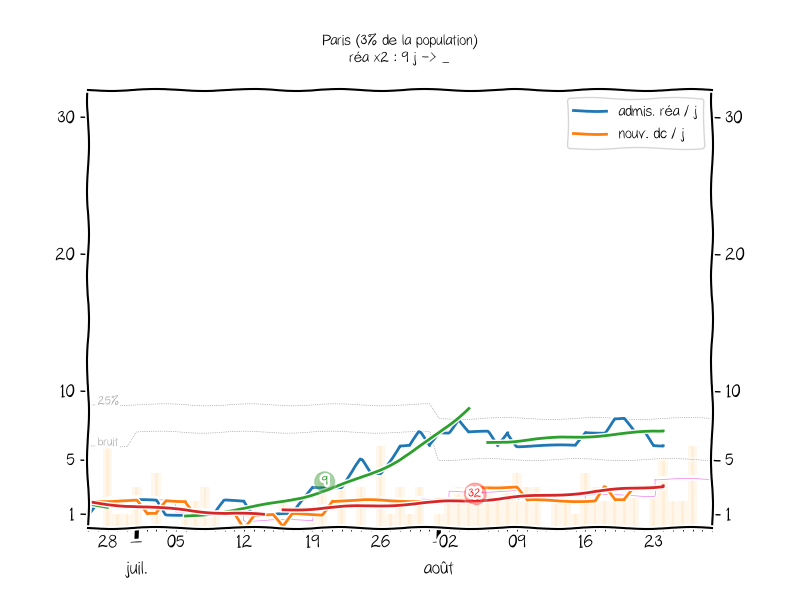 Paris (3% de la population)
réa x2 : 9 j -> _
admis. réa / j
nouv. dc / j
30
30
20
20
10
10
25%
bruit
5
5
9
32
1
1
28 _ 05 12 19 26 02 09 16 23
juil. août